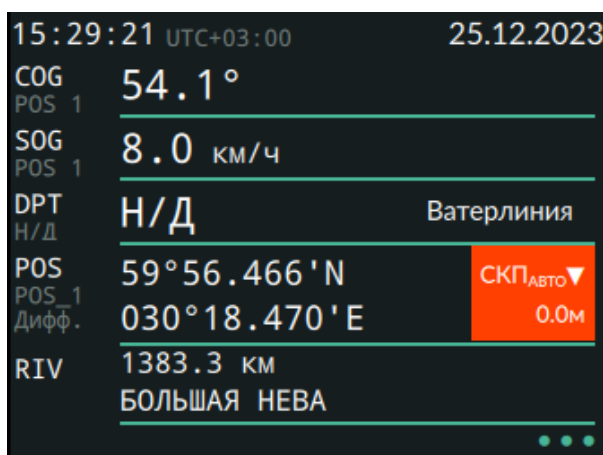 15:29:21 UTC+03:00 25.12.2023
COG 54.1°
POS 1
SOG 8.0 км/ч
POS 1
DPT Н/Д Ватерлиния
Н/Д
POS 59°56.466'N СКПАВТО▼
POS_1
Дифф. 030°18.470'E 0.0м
RIV 1383.3 км
БОЛЬШАЯ НЕВА